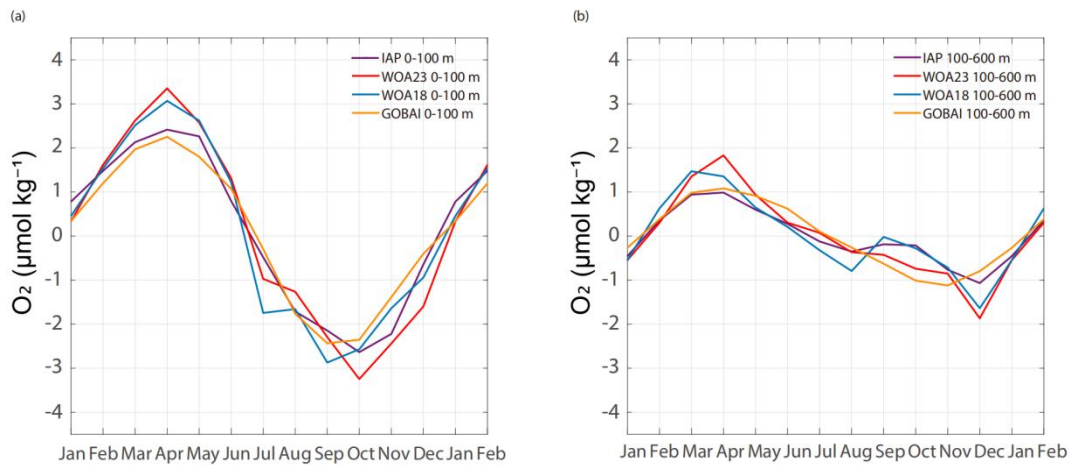 (a)
IAP 0-100 m
WOA23 0-100 m
WOA18 0-100 m
GOBAI 0-100 m
O₂ (µmol kg⁻¹)
4
3
2
1
0
-1
-2
-3
-4
Jan Feb Mar Apr May Jun Jul Aug Sep Oct Nov Dec Jan Feb
(b)
IAP 100-600 m
WOA23 100-600 m
WOA18 100-600 m
GOBAI 100-600 m
O₂ (µmol kg⁻¹)
4
3
2
1
0
-1
-2
-3
-4
Jan Feb Mar Apr May Jun Jul Aug Sep Oct Nov Dec Jan Feb